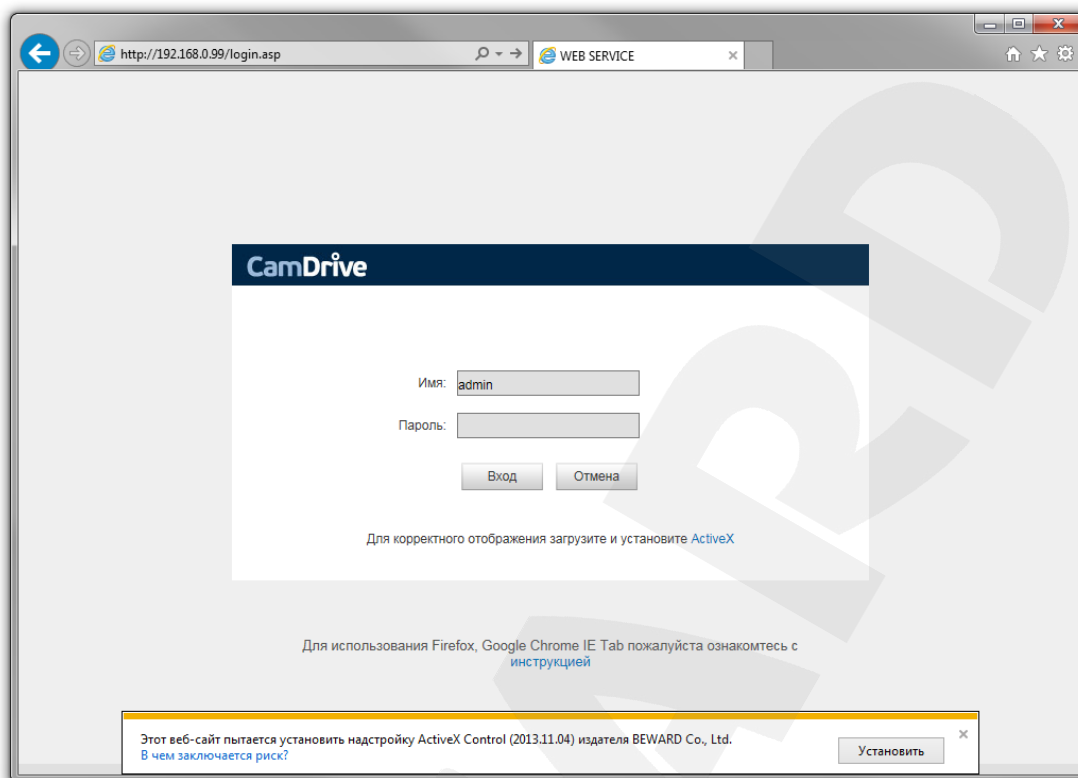 http://192.168.0.99/login.asp
WEB SERVICE
CamDrive
Имя:
admin
Пароль:
Вход
Отмена
Для корректного отображения загрузите и установите ActiveX
Для использования Firefox, Google Chrome IE Tab пожалуйста ознакомтесь с
инструкцией
Этот веб-сайт пытается установить надстройку ActiveX Control (2013.11.04) издателя BEWARD Co., Ltd.
В чем заключается риск?
Установить